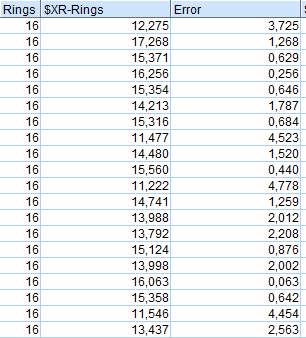 Rings $XR-Rings Error
16 12,275 3,725
16 17,268 1,268
16 15,371 0,629
16 16,256 0,256
16 15,354 0,646
16 14,213 1,787
16 15,316 0,684
16 11,477 4,523
16 14,480 1,520
16 15,560 0,440
16 11,222 4,778
16 14,741 1,259
16 13,988 2,012
16 13,792 2,208
16 15,124 0,876
16 13,998 2,002
16 16,063 0,063
16 15,358 0,642
16 11,546 4,454
16 13,437 2,563